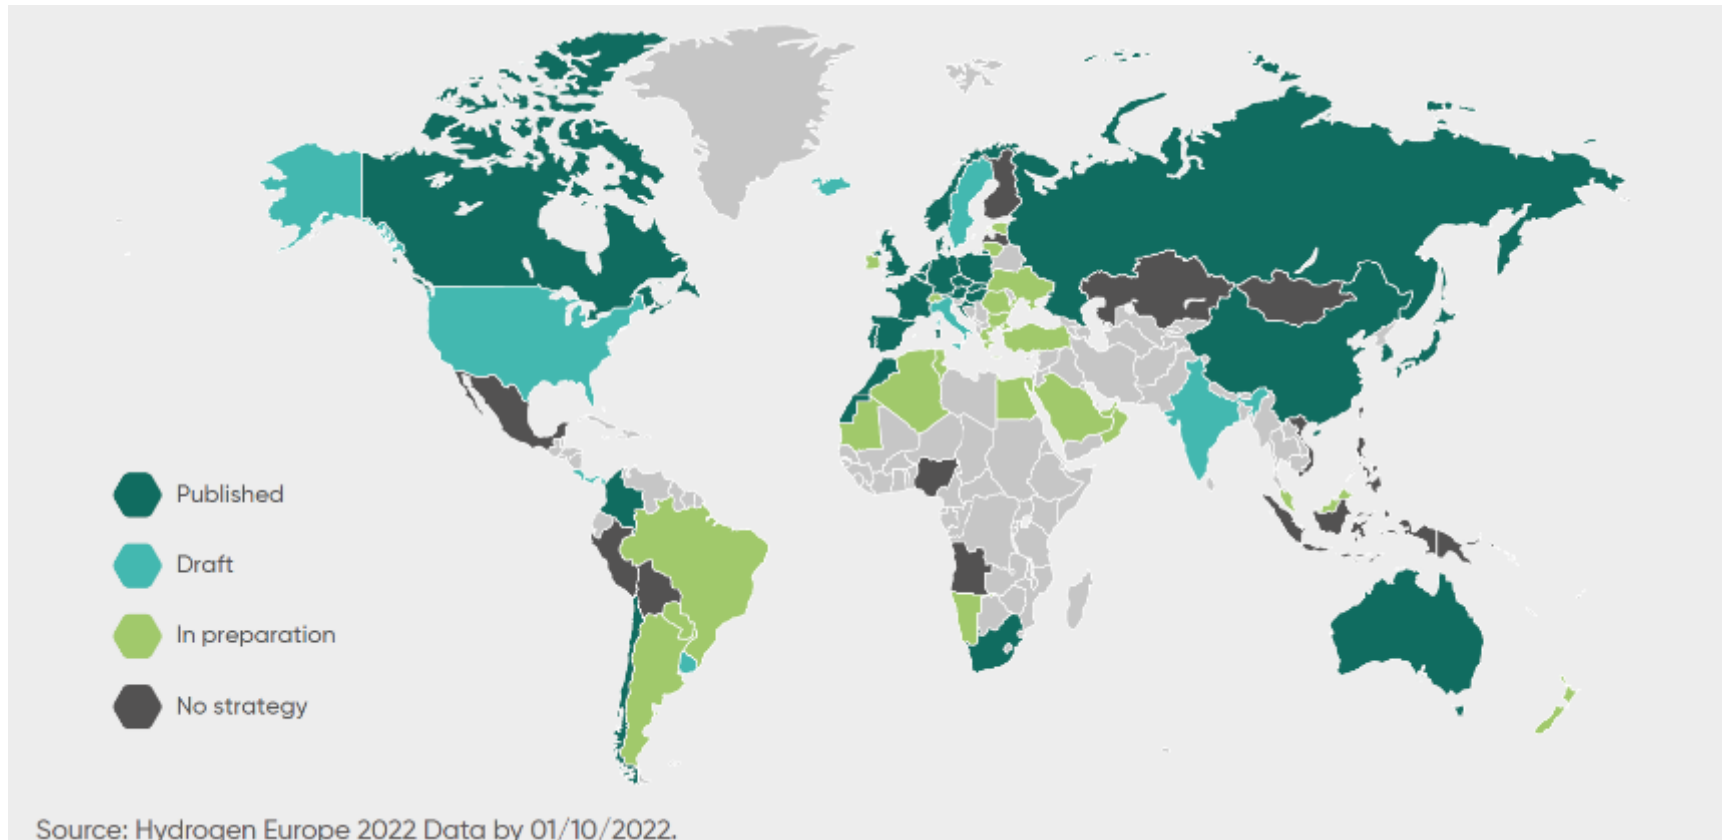 Published
Draft
In preparation
No strategy
Source: Hydrogen Europe 2022 Data by 01/10/2022.